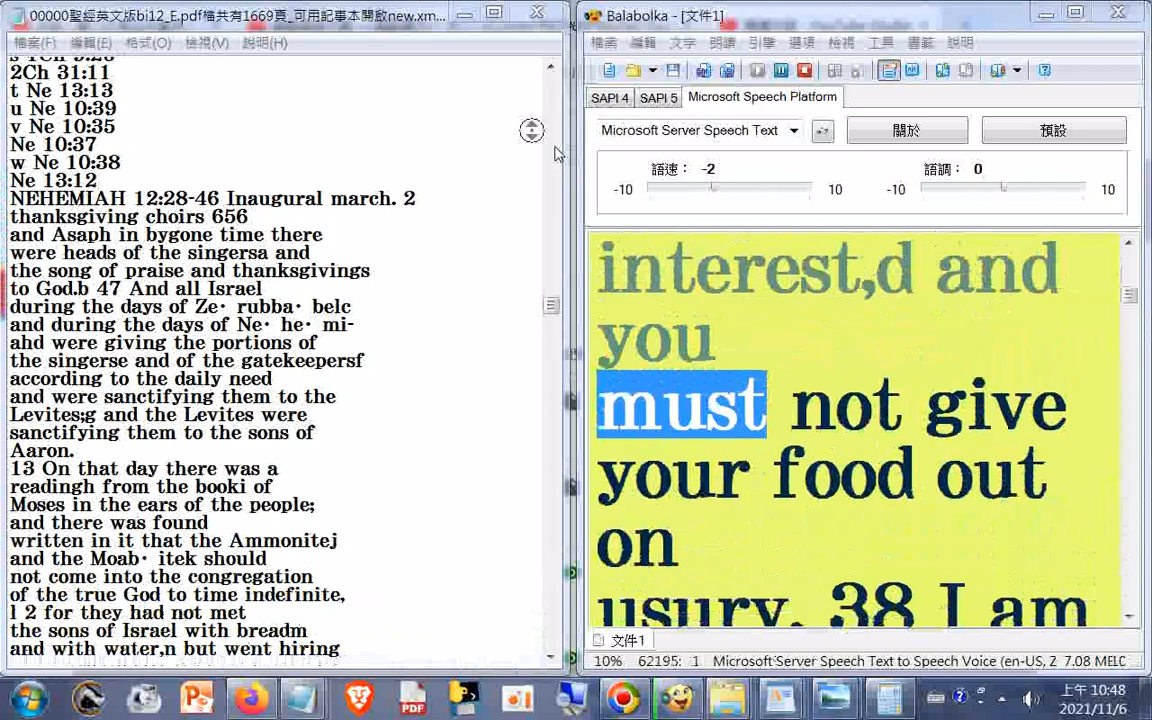 00000聖經英文版bi12_E.pdf檔共有1669頁_可用記事本開啟new.xm...
檔案(F) 編輯(E) 格式(O) 檢視(V) 說明(H)
2Ch 31:11
t Ne 13:13
u Ne 10:39
v Ne 10:35
Ne 10:37
w Ne 10:38
Ne 13:12
NEHEMIAH 12:28-46 Inaugural march. 2
thanksgiving choirs 656
and Asaph in bygone time there
were heads of the singersa and
the song of praise and thanksgivings
to God.b 47 And all Israel
during the days of Ze· rubba· belc
and during the days of Ne· he· mi-
ahd were giving the portions of
the singerse and of the gatekeepersf
according to the daily need
and were sanctifying them to the
Levites;g and the Levites were
sanctifying them to the sons of
Aaron.
13 On that day there was a
readingh from the booki of
Moses in the ears of the people;
and there was found
written in it that the Ammonitej
and the Moab· itek should
not come into the congregation
of the true God to time indefinite,
l 2 for they had not met
the sons of Israel with breadm
and with water,n but went hiring
Balabolka - [文件1]
檔案 編輯 文字 朗讀 引擎 選項 檢視 工具 書籤 說明
SAPI 4 SAPI 5 Microsoft Speech Platform
Microsoft Server Speech Text 關於 預設
語速： -2 語調： 0
-10 10 -10 10
interest,d and
you
must not give
your food out
on
usury. 38 I am
文件1
10% 62195: 1 Microsoft Server Speech Text to Speech Voice (en-US, 2 7.08 MELC
PDF
上午 10:48
2021/11/6